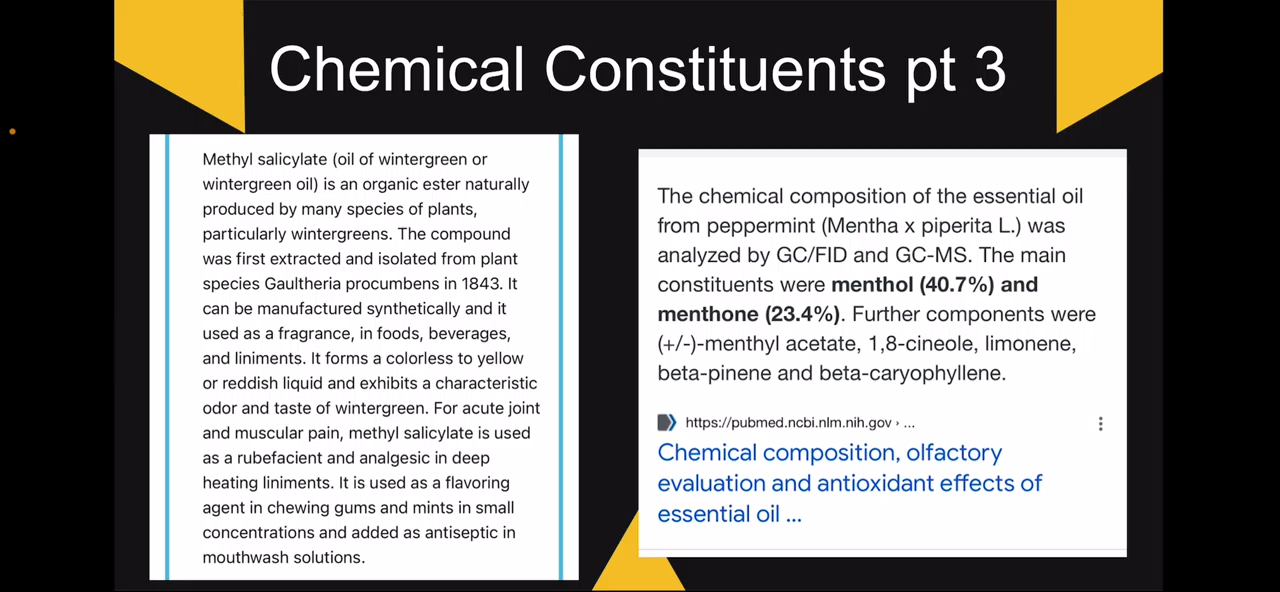 Chemical Constituents pt 3
Methyl salicylate (oil of wintergreen or
wintergreen oil) is an organic ester naturally
produced by many species of plants,
particularly wintergreens. The compound
was first extracted and isolated from plant
species Gaultheria procumbens in 1843. It
can be manufactured synthetically and it
used as a fragrance, in foods, beverages,
and liniments. It forms a colorless to yellow
or reddish liquid and exhibits a characteristic
odor and taste of wintergreen. For acute joint
and muscular pain, methyl salicylate is used
as a rubefacient and analgesic in deep
heating liniments. It is used as a flavoring
agent in chewing gums and mints in small
concentrations and added as antiseptic in
mouthwash solutions.
The chemical composition of the essential oil
from peppermint (Mentha x piperita L.) was
analyzed by GC/FID and GC-MS. The main
constituents were menthol (40.7%) and
menthone (23.4%). Further components were
(+/-)-menthyl acetate, 1,8-cineole, limonene,
beta-pinene and beta-caryophyllene.
https://pubmed.ncbi.nlm.nih.gov › ...
Chemical composition, olfactory
evaluation and antioxidant effects of
essential oil ...